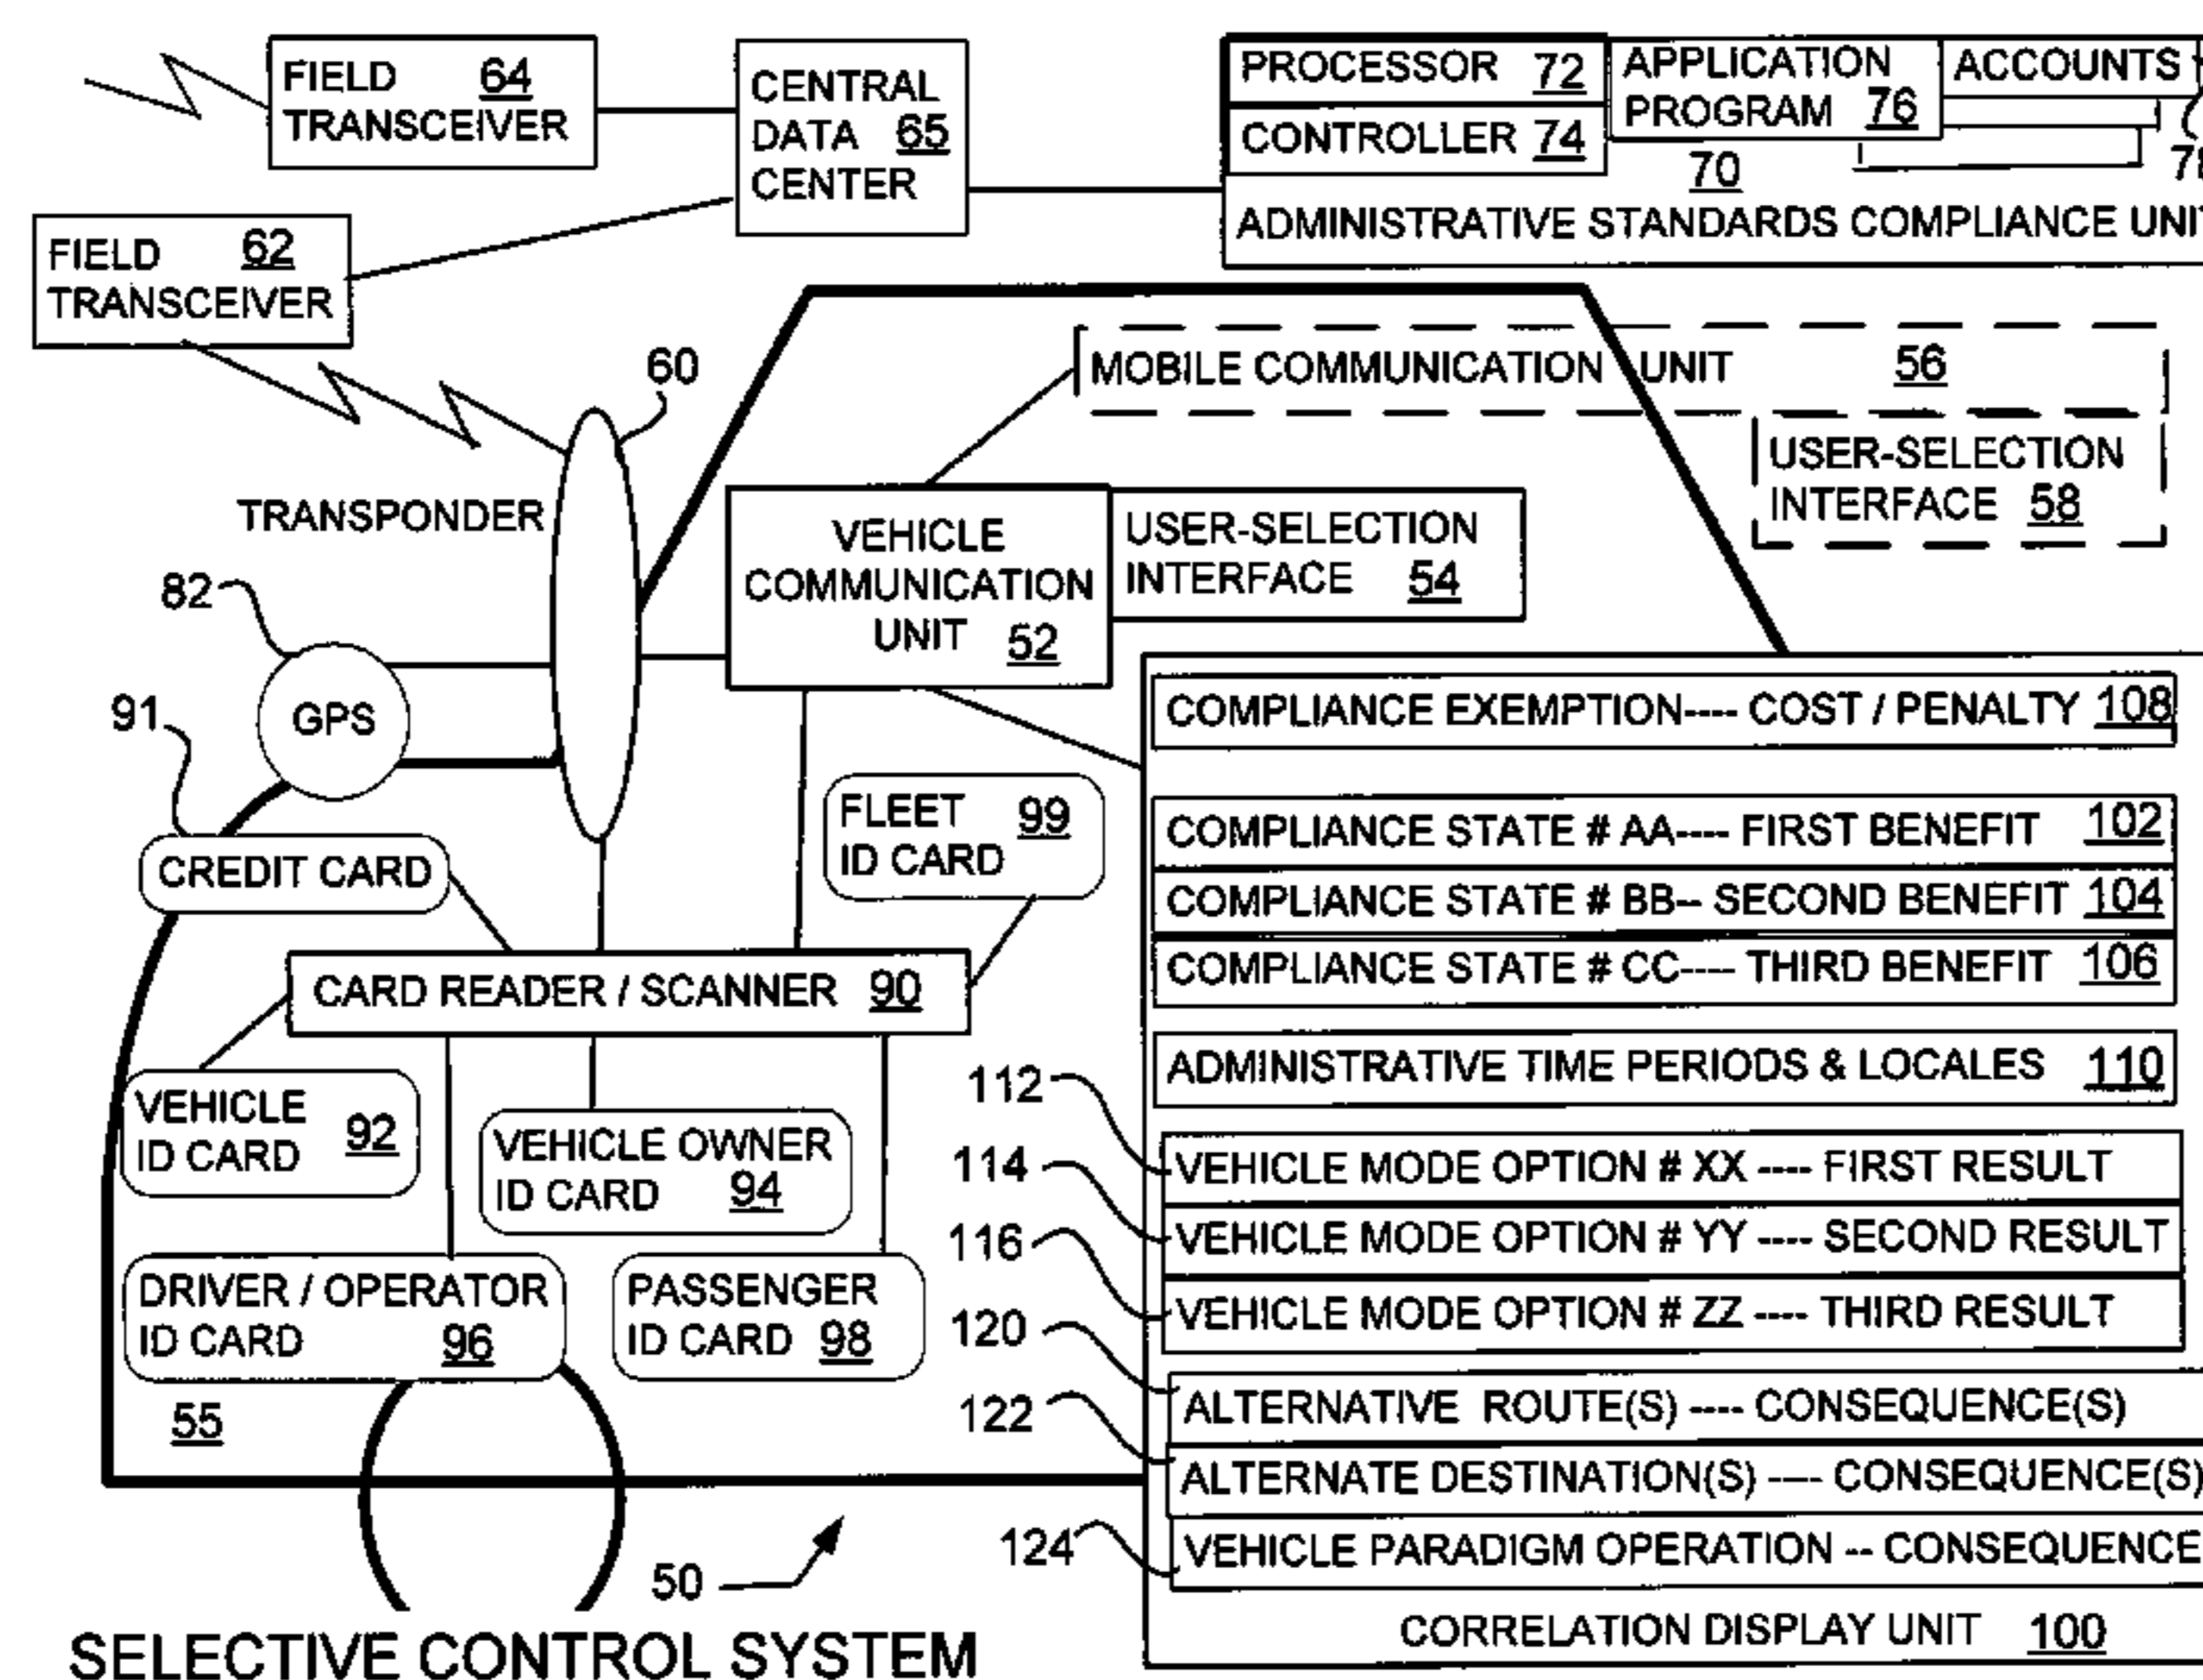 FIELD 64
TRANSCEIVER
CENTRAL
DATA 65
CENTER
PROCESSOR 72
CONTROLLER 74
APPLICATION
PROGRAM 76
ACCOUNTS
70
ADMINISTRATIVE STANDARDS COMPLIANCE UNIT
FIELD 62
TRANSCEIVER
60
TRANSPONDER
MOBILE COMMUNICATION UNIT 56
USER-SELECTION
INTERFACE 58
VEHICLE
COMMUNICATION
UNIT 52
USER-SELECTION
INTERFACE 54
82
GPS
91
CREDIT CARD
FLEET 99
ID CARD
CARD READER / SCANNER 90
VEHICLE
ID CARD 92
VEHICLE OWNER
ID CARD 94
DRIVER / OPERATOR
ID CARD 96
PASSENGER
ID CARD 98
55
50
SELECTIVE CONTROL SYSTEM
COMPLIANCE EXEMPTION---- COST / PENALTY 108
COMPLIANCE STATE # AA---- FIRST BENEFIT 102
COMPLIANCE STATE # BB-- SECOND BENEFIT 104
COMPLIANCE STATE # CC---- THIRD BENEFIT 106
ADMINISTRATIVE TIME PERIODS & LOCALES 110
112 VEHICLE MODE OPTION # XX ---- FIRST RESULT
114 VEHICLE MODE OPTION # YY ---- SECOND RESULT
116 VEHICLE MODE OPTION # ZZ ---- THIRD RESULT
120 ALTERNATIVE ROUTE(S) ---- CONSEQUENCE(S)
122 ALTERNATE DESTINATION(S) ---- CONSEQUENCE(S)
124 VEHICLE PARADIGM OPERATION -- CONSEQUENCE
CORRELATION DISPLAY UNIT 100